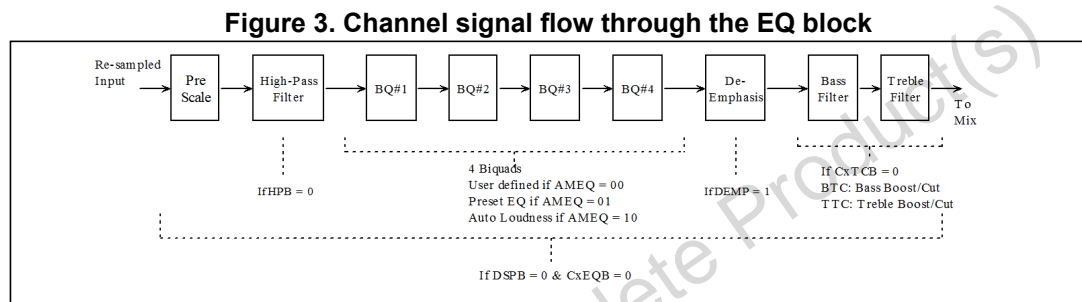 Figure 3. Channel signal flow through the EQ block
Re-sampled
Input
Pre
Scale
High-Pass
Filter
BQ#1
BQ#2
BQ#3
BQ#4
De-
Emphasis
Bass
Filter
Treble
Filter
To
Mix
If HPB = 0
4 Biquads
User defined if AMEQ = 00
Preset EQ if AMEQ = 01
Auto Loudness if AMEQ = 10
If DEMP = 1
If CxTCB = 0
BTC: Bass Boost/Cut
TTC: Treble Boost/Cut
If DSPB = 0 & CxEQB = 0
lete Product(s)